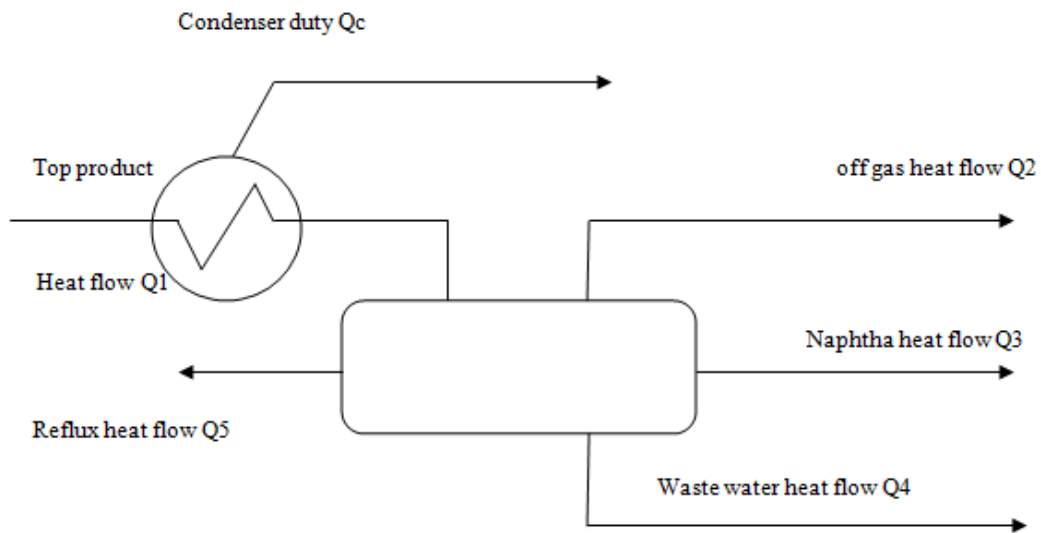 Condenser duty Qc
Top product
off gas heat flow Q2
Heat flow Q1
Naphtha heat flow Q3
Reflux heat flow Q5
Waste water heat flow Q4